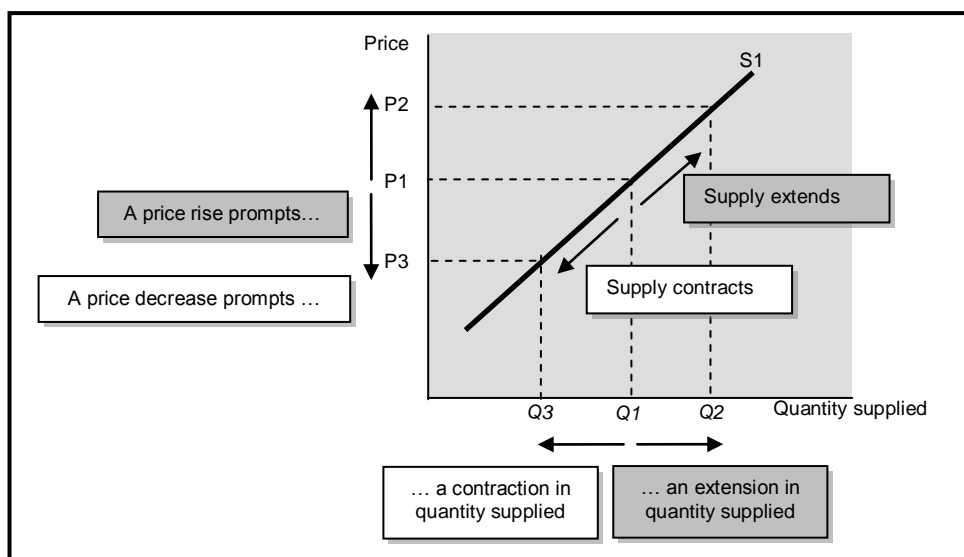 Price
S1
P2
P1
A price rise prompts…
Supply extends
P3
A price decrease prompts …
Supply contracts
Q3
Q1
Q2
Quantity supplied
… a contraction in
quantity supplied
… an extension in
quantity supplied